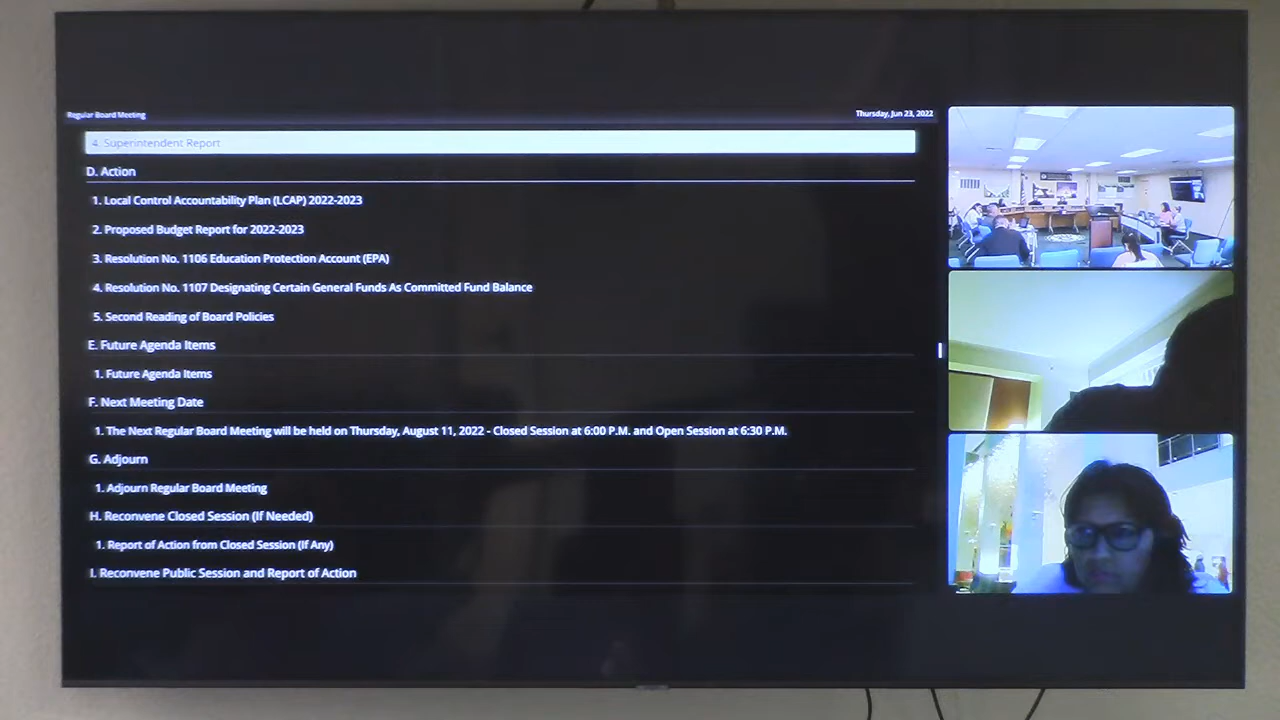 Regular Board Meeting
Thursday, Jun 23, 2022
4. Superintendent Report
D. Action
1. Local Control Accountability Plan (LCAP) 2022-2023
2. Proposed Budget Report for 2022-2023
3. Resolution No. 1106 Education Protection Account (EPA)
4. Resolution No. 1107 Designating Certain General Funds As Committed Fund Balance
5. Second Reading of Board Policies
E. Future Agenda Items
1. Future Agenda Items
F. Next Meeting Date
1. The Next Regular Board Meeting will be held on Thursday, August 11, 2022 - Closed Session at 6:00 P.M. and Open Session at 6:30 P.M.
G. Adjourn
1. Adjourn Regular Board Meeting
H. Reconvene Closed Session (If Needed)
1. Report of Action from Closed Session (If Any)
I. Reconvene Public Session and Report of Action